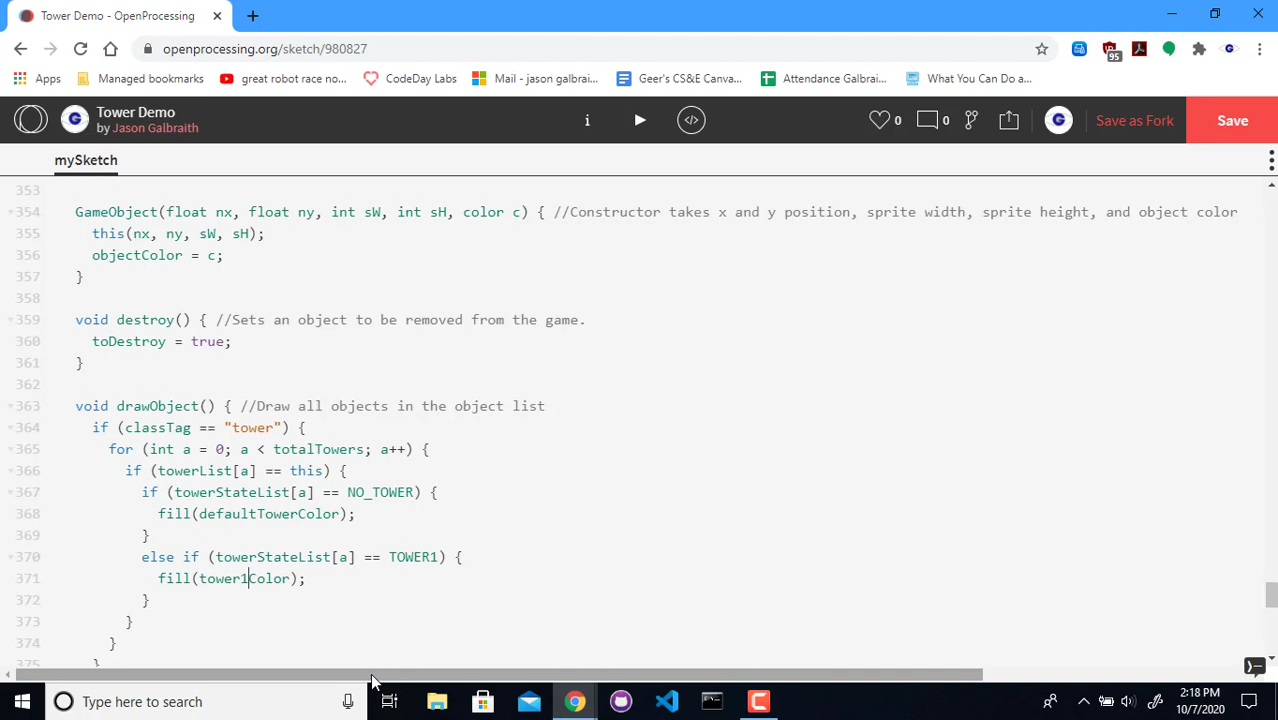 Tower Demo - OpenProcessing
openprocessing.org/sketch/980827
95
Apps
Managed bookmarks
great robot race no...
CodeDay Labs
Mail - jason galbrai...
Geer's CS&E Canva...
Attendance Galbrai...
What You Can Do a...
Tower Demo
by Jason Galbraith
0
0
Save as Fork
Save
mySketch
353
354 GameObject(float nx, float ny, int sW, int sH, color c) { //Constructor takes x and y position, sprite width, sprite height, and object color
355 this(nx, ny, sW, sH);
356 objectColor = c;
357 }
358
359 void destroy() { //Sets an object to be removed from the game.
360 toDestroy = true;
361 }
362
363 void drawObject() { //Draw all objects in the object list
364 if (classTag == "tower") {
365 for (int a = 0; a < totalTowers; a++) {
366 if (towerList[a] == this) {
367 if (towerStateList[a] == NO_TOWER) {
368 fill(defaultTowerColor);
369 }
370 else if (towerStateList[a] == TOWER1) {
371 fill(tower1Color);
372 }
373 }
374 }
375 }
Type here to search
2:18 PM
10/7/2020